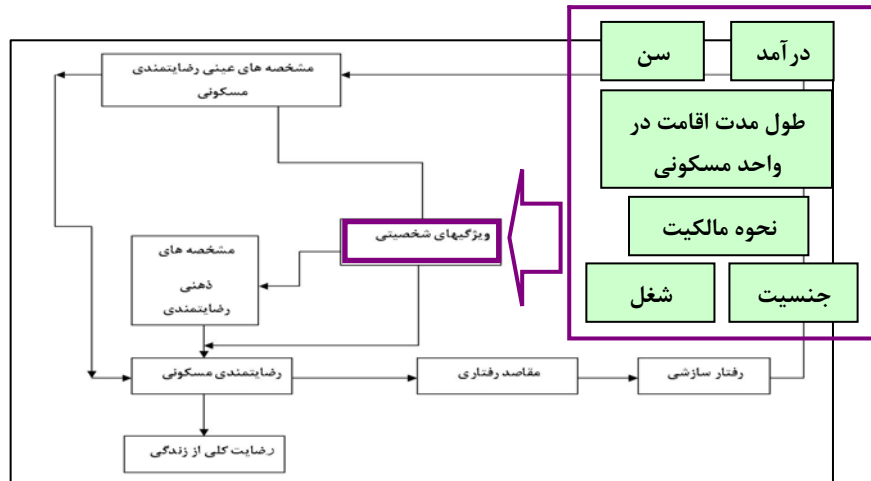 درآمد
سن
مشخصه های عینی رضایتمندی
مسکونی
طول مدت اقامت در
واحد مسکونی
نحوه مالکیت
ویژگیهای شخصیتی
مشخصه های
ذهنی
رضایتمندی
جنسیت
شغل
رضایتمندی مسکونی
مقاصد رفتاری
رفتار سازشی
رضایت کلی از زندگی